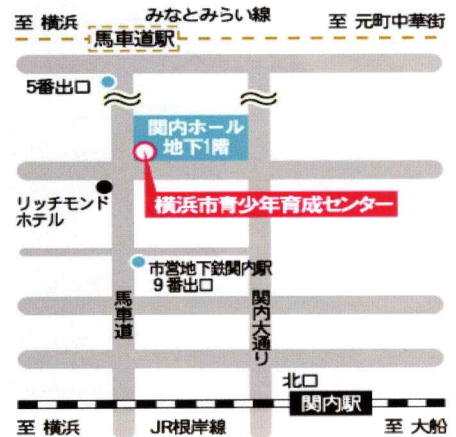 みなとみらい線
至 横浜
至 元町中華街
馬車道駅
5番出口
関内ホール
地下1階
リッチモンド
ホテル
横浜市青少年育成センター
市営地下鉄関内駅
9番出口
馬車道
関内大通り
北口
関内駅
至 横浜
JR根岸線
至 大船